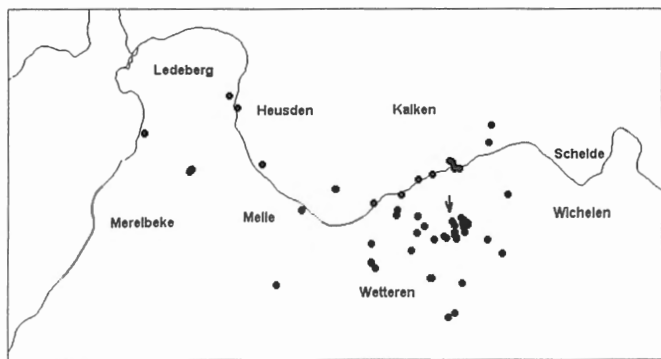 Ledeberg
Heusden
Kalken
Schelde
Merelbeke
Melle
Wichelen
Wetteren